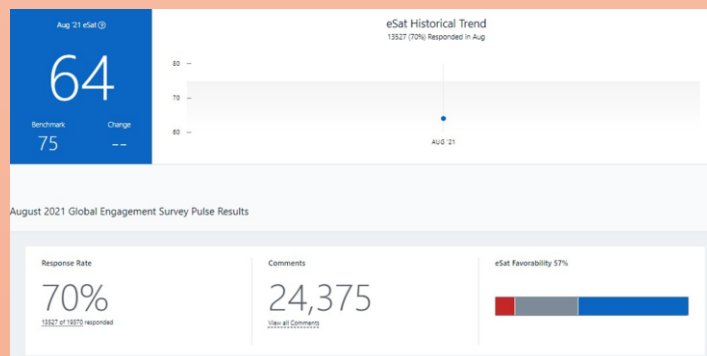 Aug '21 eSat
64
Benchmark Change
75 --
eSat Historical Trend
13527 (70%) Responded in Aug
80
70
60
AUG '21
August 2021 Global Engagement Survey Pulse Results
Response Rate
70%
13527 of 19370 responded
Comments
24,375
View all Comments
eSat Favorability 57%